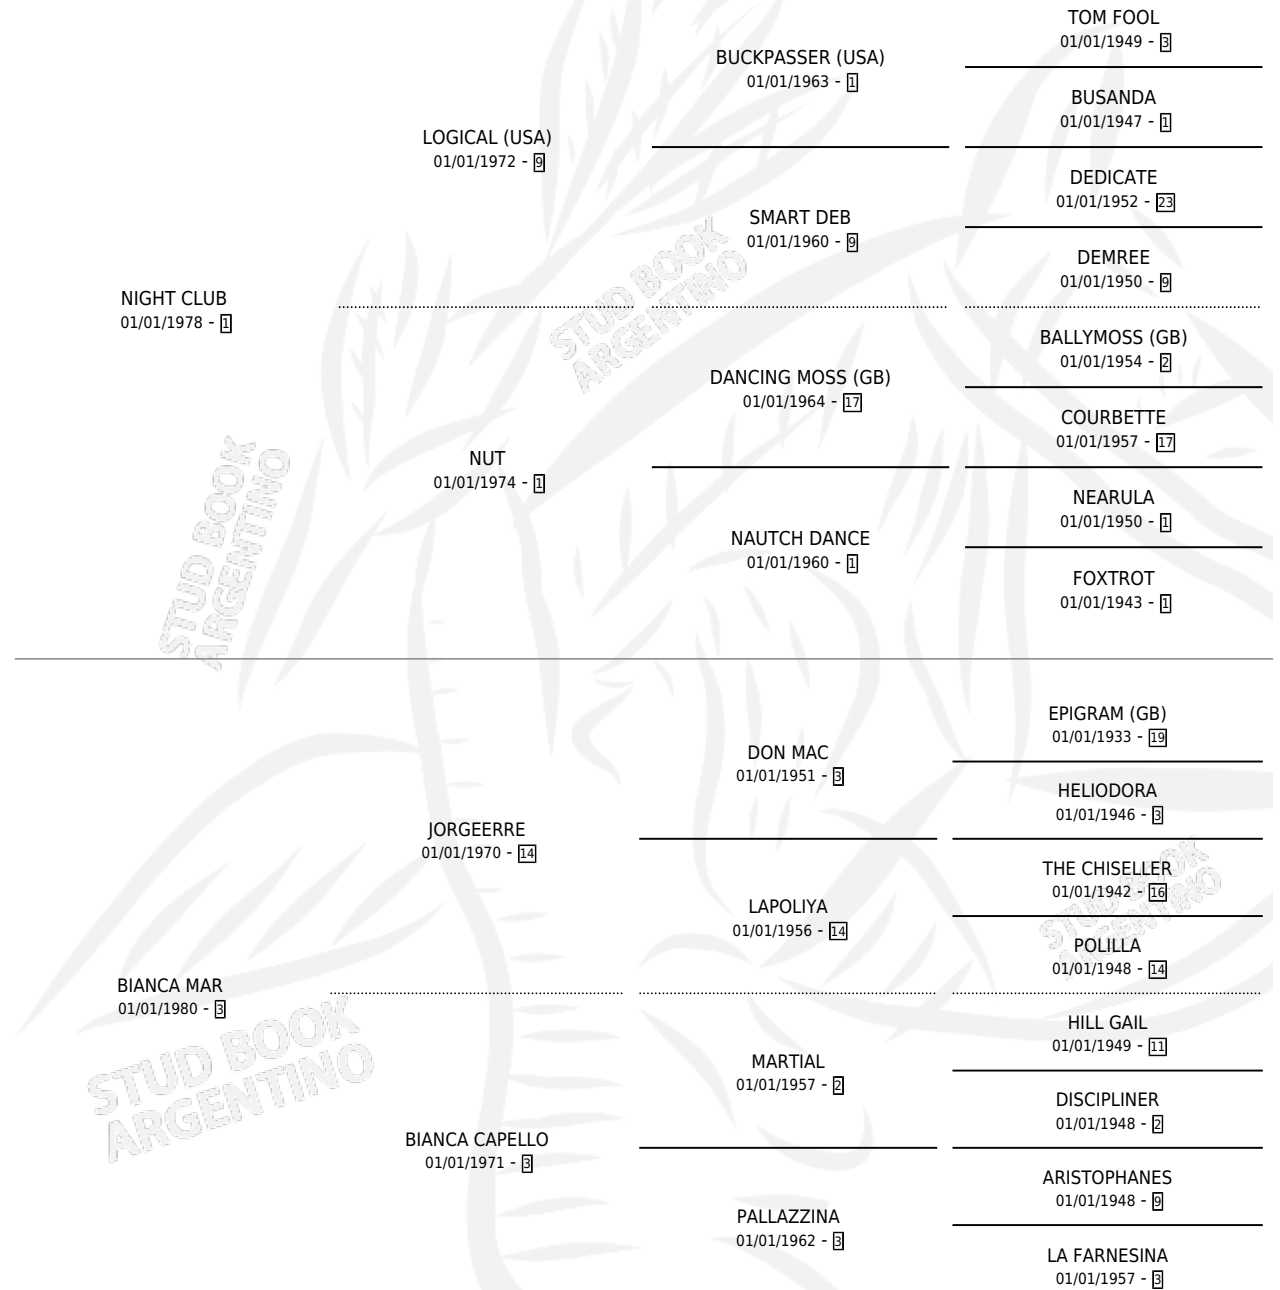 TOM FOOL
01/01/1949 - 3
BUCKPASSER (USA)
01/01/1963 - 1
BUSANDA
01/01/1947 - 1
LOGICAL (USA)
01/01/1972 - 9
DEDICATE
01/01/1952 - 23
SMART DEB
01/01/1960 - 9
DEMREE
01/01/1950 - 9
NIGHT CLUB
01/01/1978 - 1
BALLYMOSS (GB)
01/01/1954 - 2
DANCING MOSS (GB)
01/01/1964 - 17
COURBETTE
01/01/1957 - 17
NUT
01/01/1974 - 1
NEARULA
01/01/1950 - 1
NAUTCH DANCE
01/01/1960 - 1
FOXTROT
01/01/1943 - 1
EPIGRAM (GB)
01/01/1933 - 19
DON MAC
01/01/1951 - 3
HELIODORA
01/01/1946 - 3
JORGEERRE
01/01/1970 - 14
THE CHISELLER
01/01/1942 - 16
LAPOLIYA
01/01/1956 - 14
POLILLA
01/01/1948 - 14
BIANCA MAR
01/01/1980 - 3
HILL GAIL
01/01/1949 - 11
MARTIAL
01/01/1957 - 2
DISCIPLINER
01/01/1948 - 2
BIANCA CAPELLO
01/01/1971 - 3
ARISTOPHANES
01/01/1948 - 9
PALLAZZINA
01/01/1962 - 3
LA FARNESINA
01/01/1957 - 3
STUD BOOK
ARGENTINO
STUD BOOK
ARGENTINO
STUD BOOK
ARGENTINO
STUD BOOK
ARGENTINO